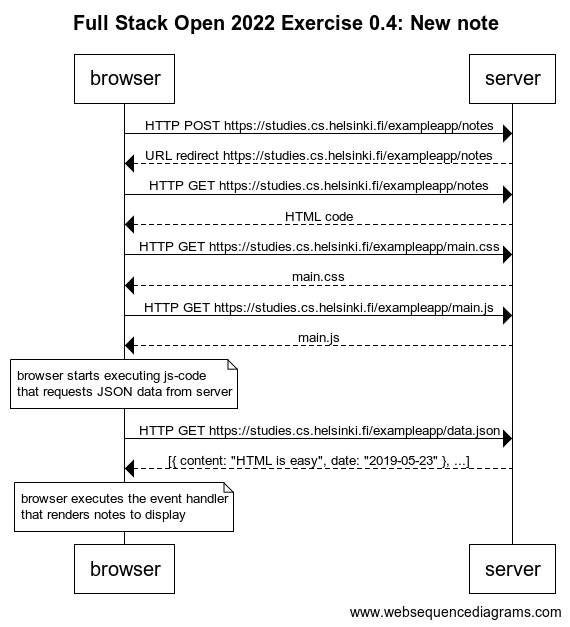 Full Stack Open 2022 Exercise 0.4: New note
browser
server
HTTP POST https://studies.cs.helsinki.fi/exampleapp/notes
URL redirect https://studies.cs.helsinki.fi/exampleapp/notes
HTTP GET https://studies.cs.helsinki.fi/exampleapp/notes
HTML code
HTTP GET https://studies.cs.helsinki.fi/exampleapp/main.css
main.css
HTTP GET https://studies.cs.helsinki.fi/exampleapp/main.js
main.js
browser starts executing js-code
that requests JSON data from server
HTTP GET https://studies.cs.helsinki.fi/exampleapp/data.json
[{ content: "HTML is easy", date: "2019-05-23" }, ...]
browser executes the event handler
that renders notes to display
browser
server
www.websequencediagrams.com